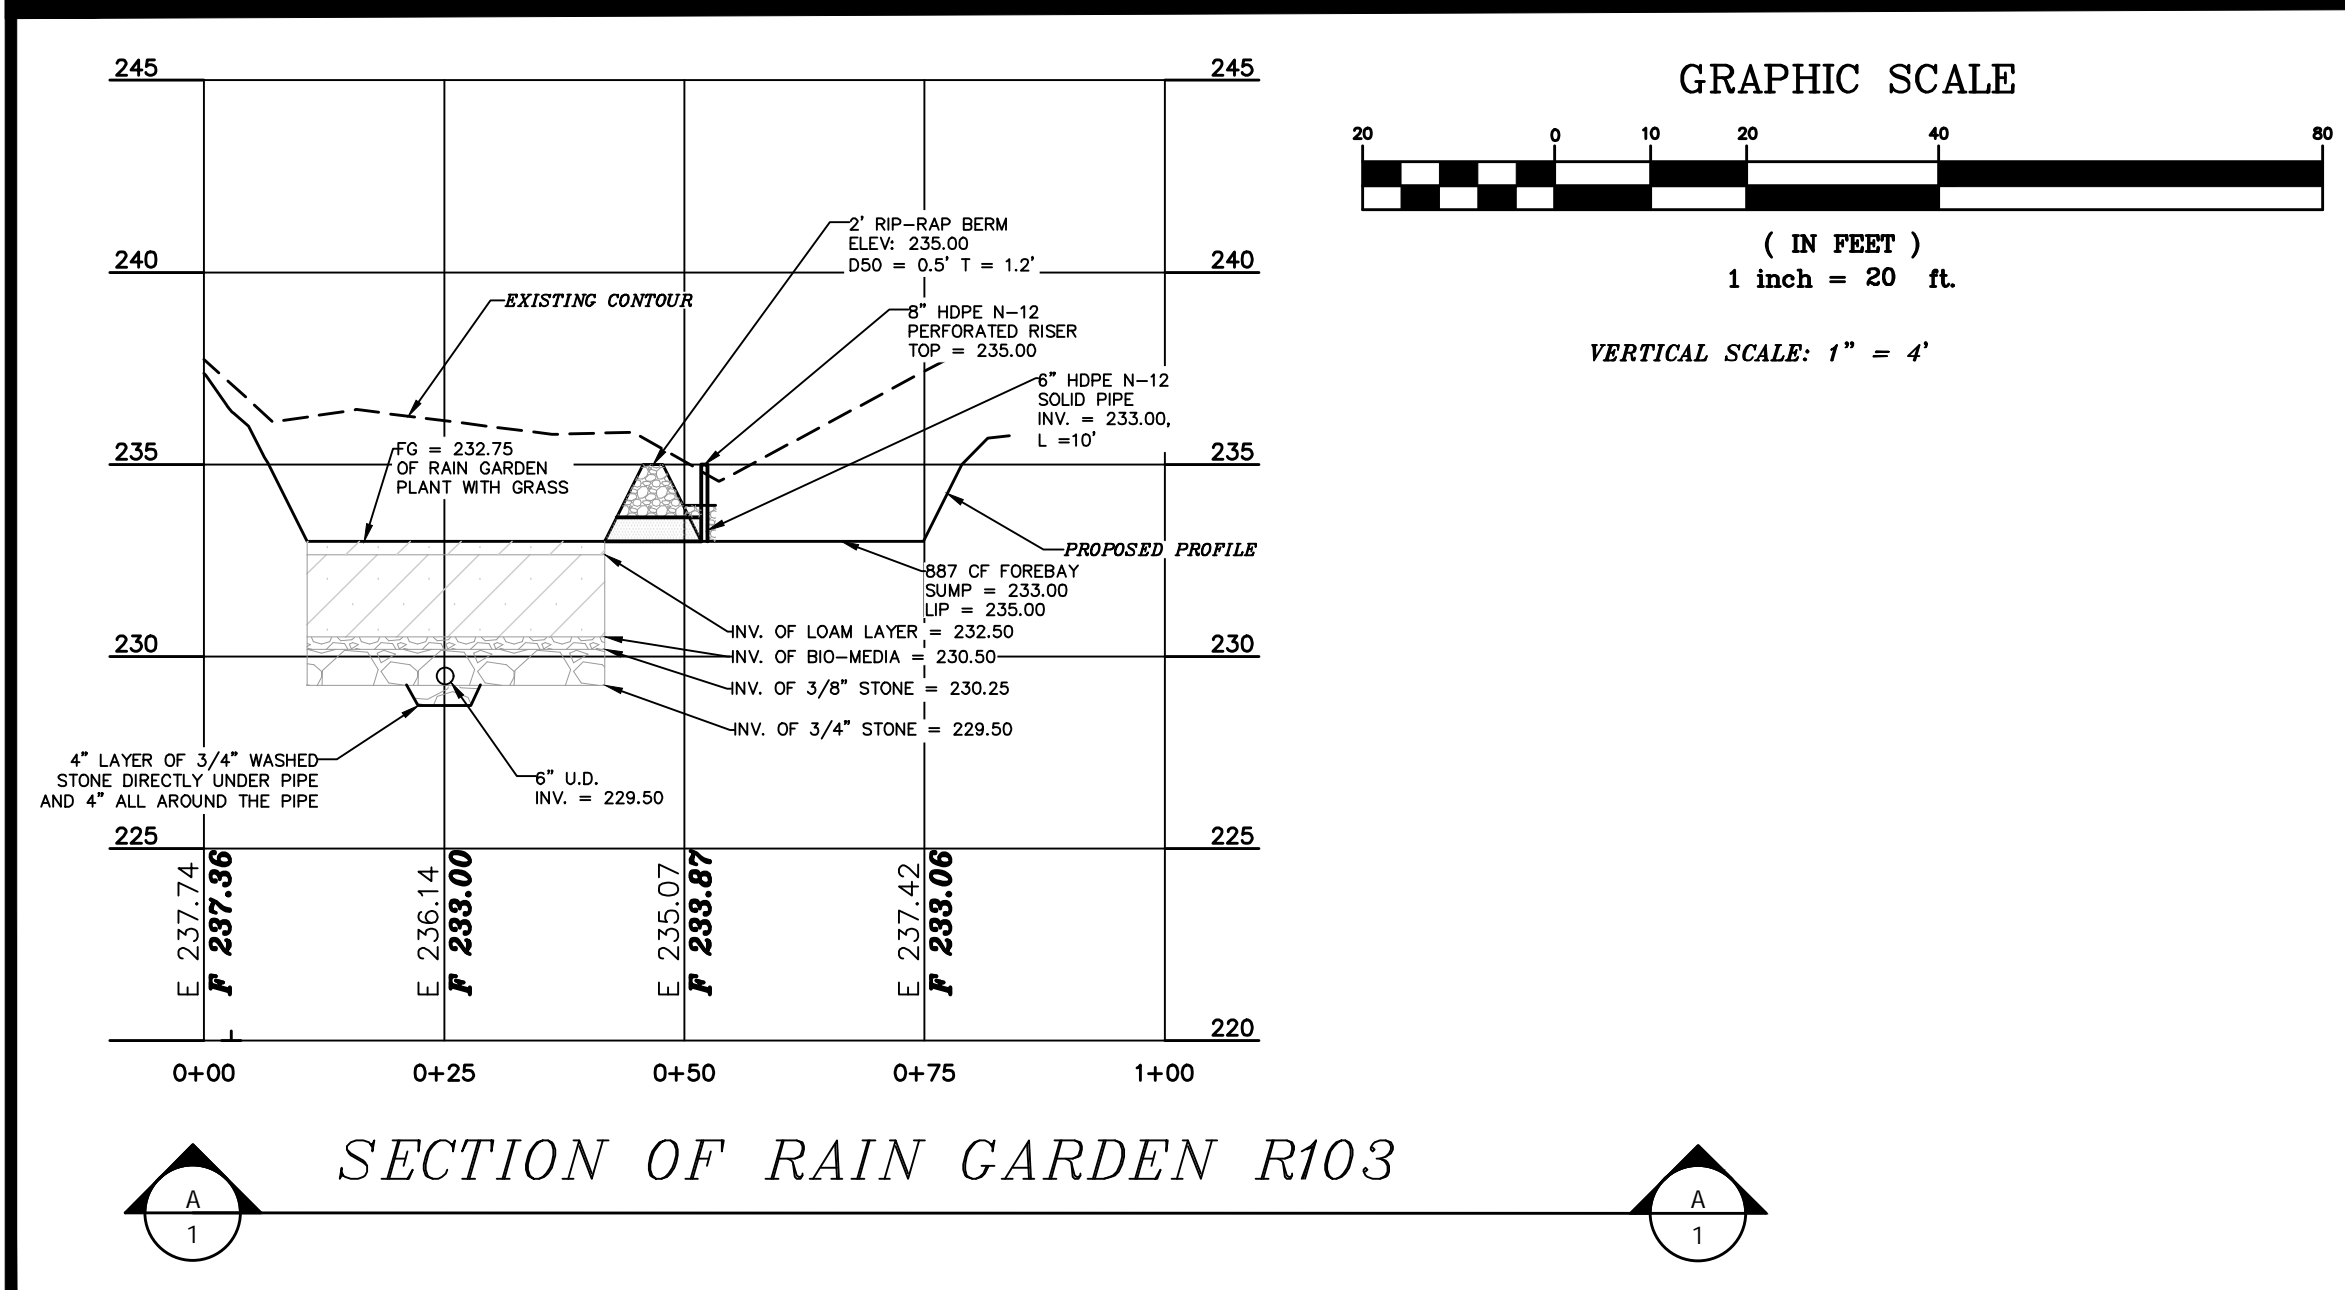 245
245
GRAPHIC SCALE
20 0 10 20 40 80
( IN FEET )
1 inch = 20 ft.
VERTICAL SCALE: 1" = 4'
2' RIP-RAP BERM
ELEV: 235.00
D50 = 0.5' T = 1.2'
240
240
EXISTING CONTOUR
8" HDPE N-12
PERFORATED RISER
TOP = 235.00
6" HDPE N-12
SOLID PIPE
INV. = 233.00,
L =10'
FG = 232.75
OF RAIN GARDEN
PLANT WITH GRASS
235
235
PROPOSED PROFILE
887 CF FOREBAY
SUMP = 233.00
LIP = 235.00
INV. OF LOAM LAYER = 232.50
230
230
INV. OF BIO-MEDIA = 230.50
INV. OF 3/8" STONE = 230.25
INV. OF 3/4" STONE = 229.50
4" LAYER OF 3/4" WASHED
STONE DIRECTLY UNDER PIPE
AND 4" ALL AROUND THE PIPE
6" U.D.
INV. = 229.50
225
225
E 237.74
F 237.36
E 236.14
F 233.00
E 235.07
F 233.87
E 237.42
F 233.06
220
0+00 0+25 0+50 0+75 1+00
SECTION OF RAIN GARDEN R103
A
1
A
1